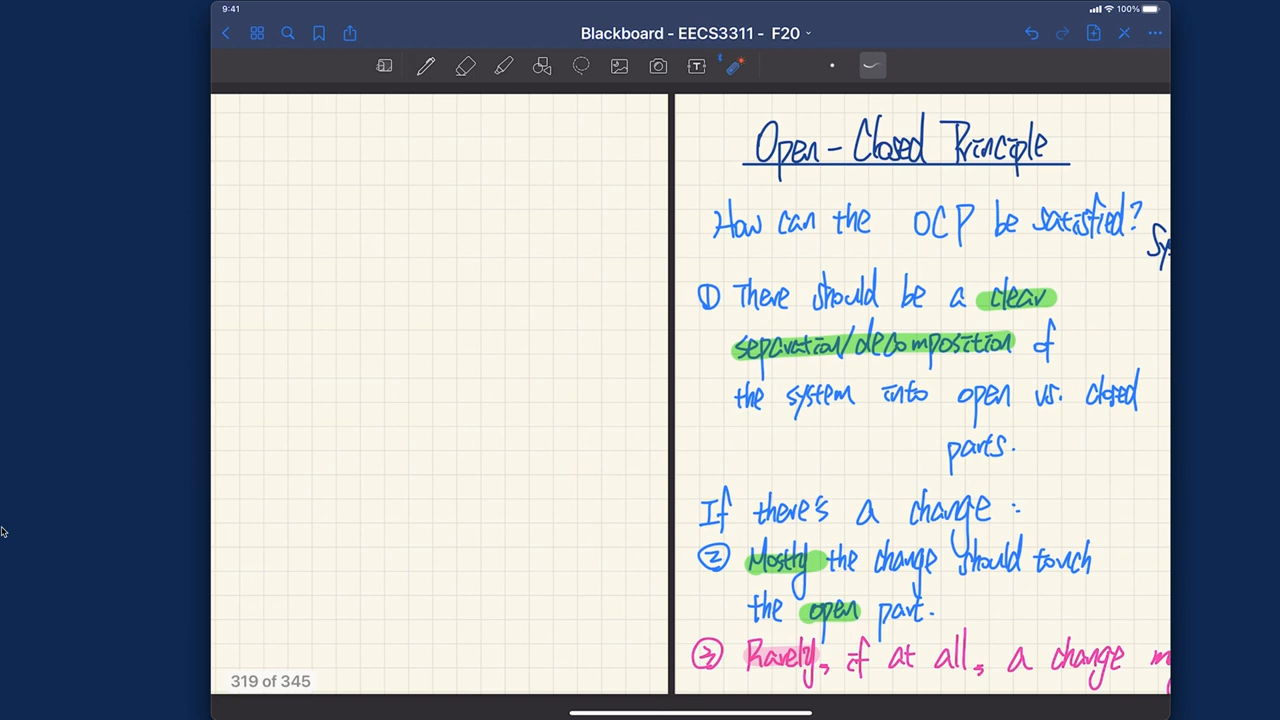 9:41
100%
Blackboard - EECS3311 - F20
T
Open-Closed Principle
How can the OCP be satisfied?
Sy
① There should be a clear
separation/decomposition of
the system into open vs. closed
parts.
If there's a change :
② Mostly the change should touch
the open part.
③ Rarely, if at all, a change m
319 of 345